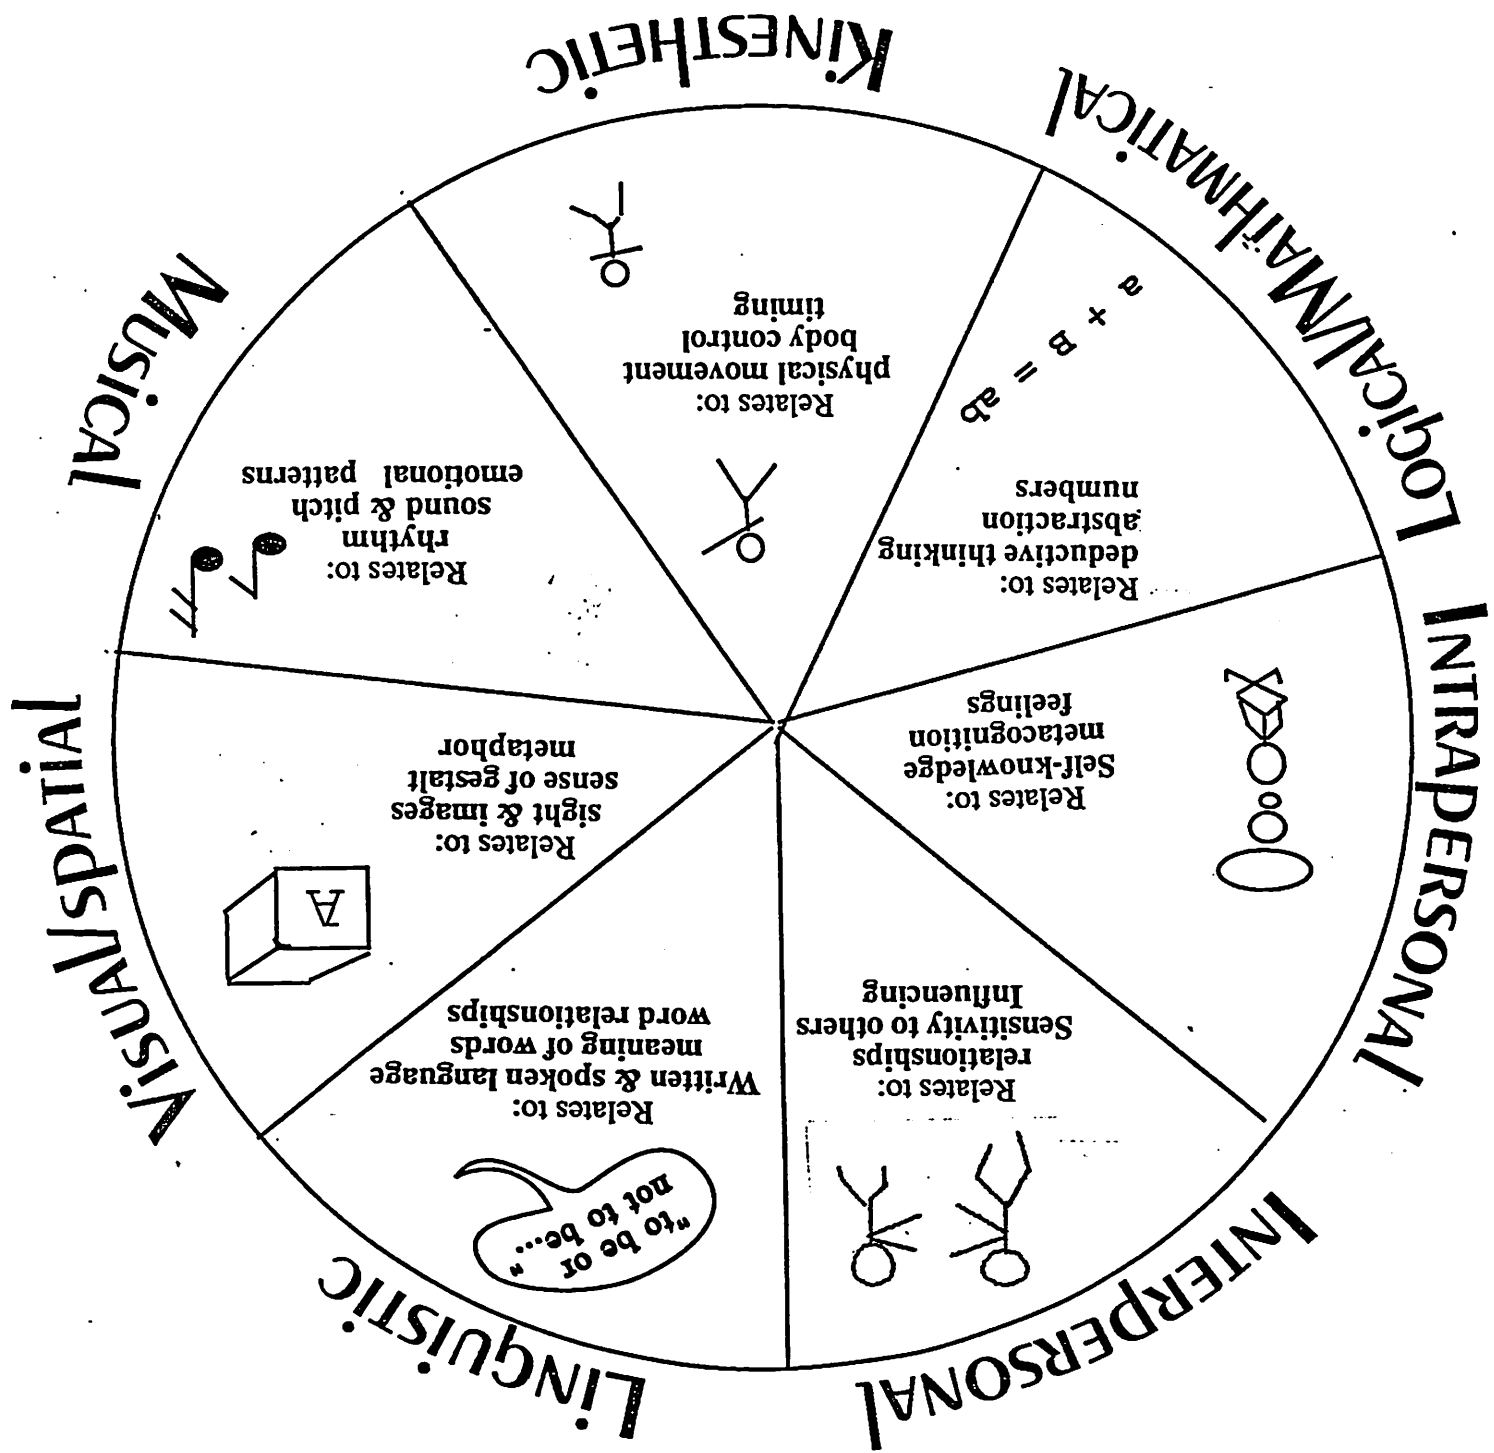 Linguistic
"to be or
not to be... "
Relates to:
Written & spoken language
meaning of words
word relationships
Visual/spatial
A
Relates to:
sight & images
sense of gestalt
metaphor
Musical
Relates to:
rhythm
sound & pitch
emotional patterns
Kinesthetic
Relates to:
physical movement
body control
timing
Logical/Mathmatical
Relates to:
deductive thinking
abstraction
numbers
ab = B x a
Intrapersonal
Relates to:
Self-knowledge
metacognition
feelings
Interpersonal
Relates to:
relationships
Sensitivity to others
Influencing